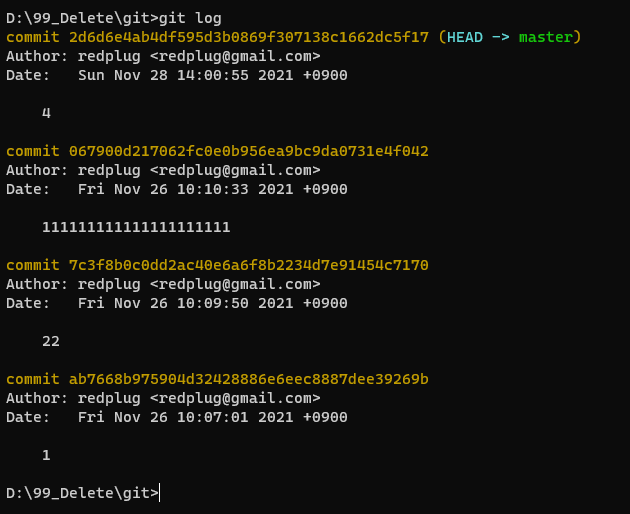 D:\99_Delete\git>git log
commit 2d6d6e4ab4df595d3b0869f307138c1662dc5f17 (HEAD -> master)
Author: redplug <redplug@gmail.com>
Date:   Sun Nov 28 14:00:55 2021 +0900
    4
commit 067900d217062fc0e0b956ea9bc9da0731e4f042
Author: redplug <redplug@gmail.com>
Date:   Fri Nov 26 10:10:33 2021 +0900
    111111111111111111111
commit 7c3f8b0c0dd2ac40e6a6f8b2234d7e91454c7170
Author: redplug <redplug@gmail.com>
Date:   Fri Nov 26 10:09:50 2021 +0900
    22
commit ab7668b975904d32428886e6eec8887dee39269b
Author: redplug <redplug@gmail.com>
Date:   Fri Nov 26 10:07:01 2021 +0900
    1
D:\99_Delete\git>